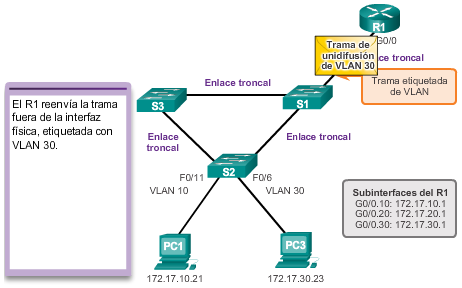 R1
G0/0
Trama de
unidifusión
de VLAN 30
Enlace troncal
Trama etiquetada
de VLAN
Enlace troncal
S3
S1
El R1 reenvía la trama
fuera de la interfaz
física, etiquetada con
VLAN 30.
Enlace
troncal
Enlace troncal
S2
F0/11
F0/6
VLAN 10
VLAN 30
Subinterfaces del R1
G0/0.10: 172.17.10.1
G0/0.20: 172.17.20.1
G0/0.30: 172.17.30.1
PC1
PC3
172.17.10.21
172.17.30.23